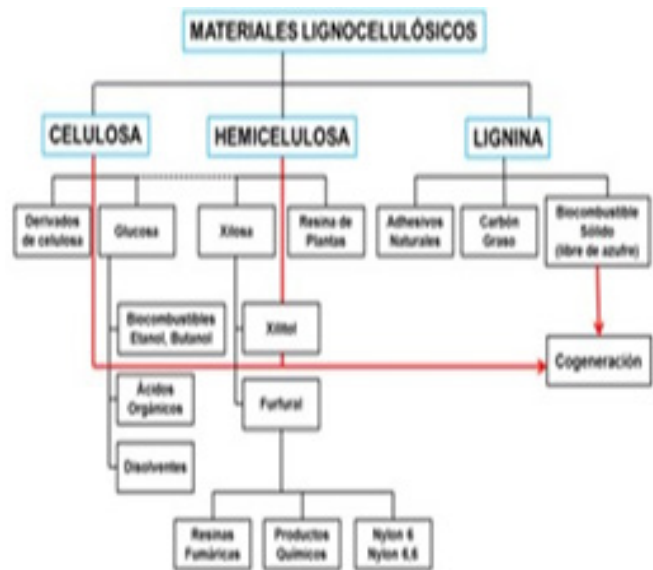 MATERIALES LIGNOCELULÓSICOS
CELULOSA
HEMICELULOSA
LIGNINA
Derivados
de celulosa
Glucosa
Xilosa
Resina de
Plantas
Adhesivos
Naturales
Carbón
Graso
Biocombustible
Sólido
(libre de azufre)
Biocombustibles
Etanol, Butanol
Xilitol
Cogeneración
Ácidos
Orgánicos
Furfural
Disolventes
Resinas
Fumáricas
Productos
Químicos
Nylon 6
Nylon 6,6